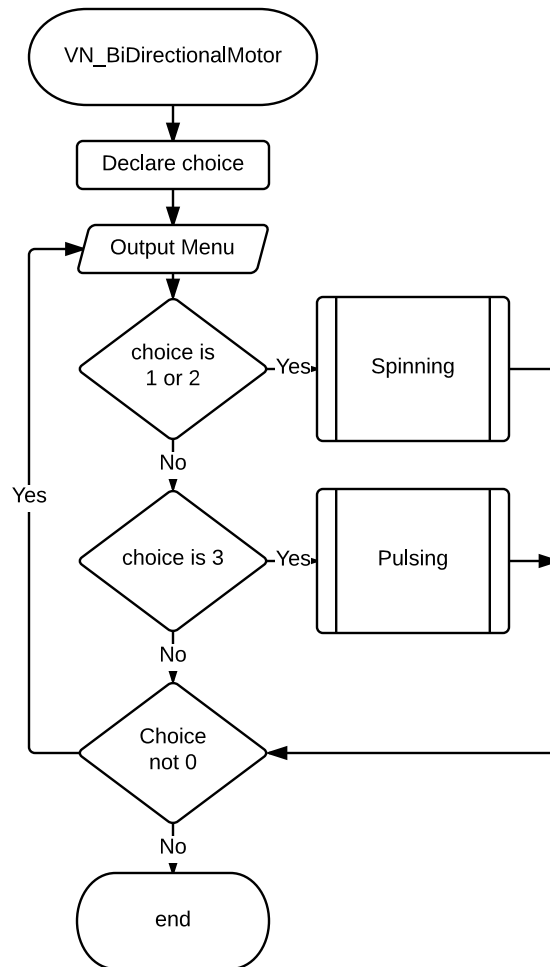 VN_BiDirectionalMotor
Declare choice
Output Menu
choice is
1 or 2
Yes
Spinning
No
Yes
choice is 3
Yes
Pulsing
No
Choice
not 0
No
end